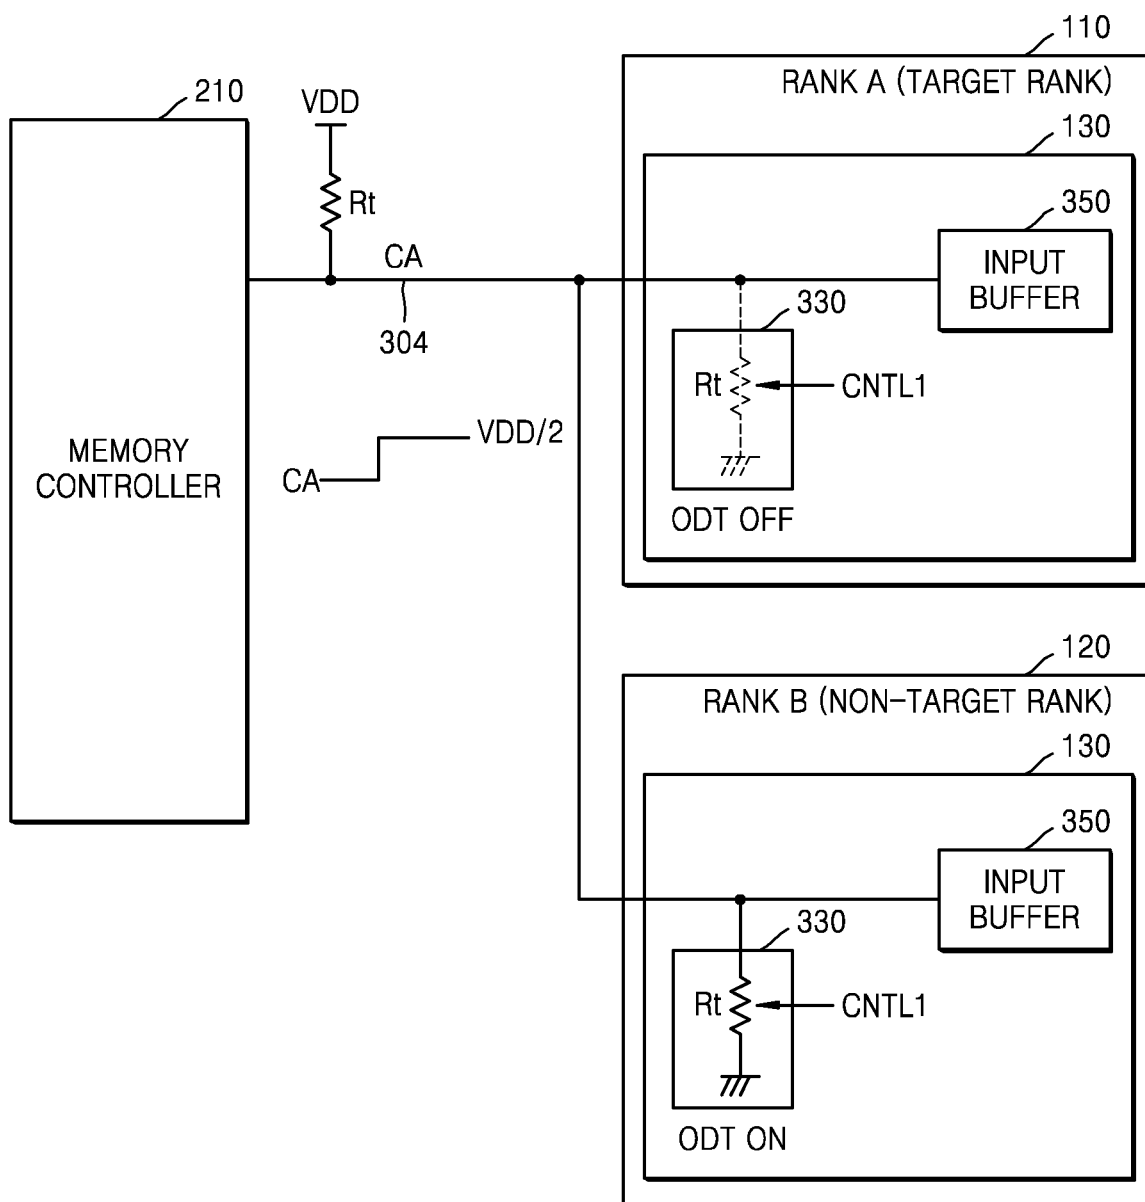 110
RANK A (TARGET RANK)
210
VDD
130
Rt
350
CA
INPUT
BUFFER
304
330
Rt
CNTL1
VDD/2
MEMORY
CONTROLLER
CA
ODT OFF
120
RANK B (NON-TARGET RANK)
130
350
INPUT
BUFFER
330
Rt
CNTL1
ODT ON